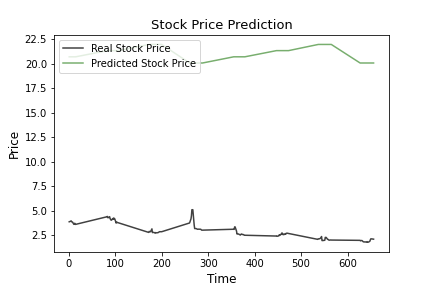 Stock Price Prediction
Real Stock Price
Predicted Stock Price
Price
22.5
20.0
17.5
15.0
12.5
10.0
7.5
5.0
2.5
0 100 200 300 400 500 600
Time